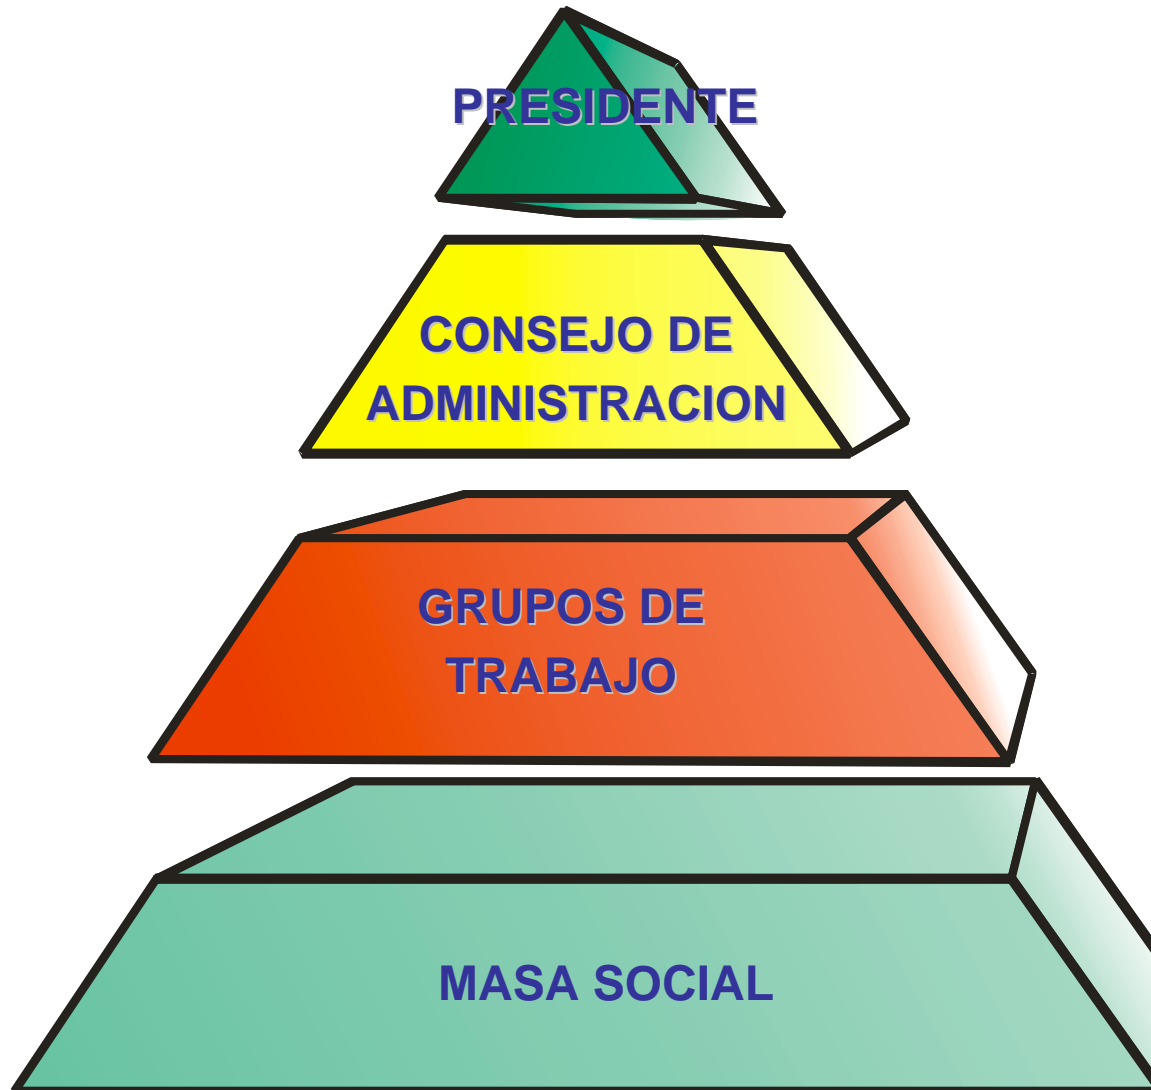 PRESIDENTE
CONSEJO DE
ADMINISTRACION
GRUPOS DE
TRABAJO
MASA SOCIAL